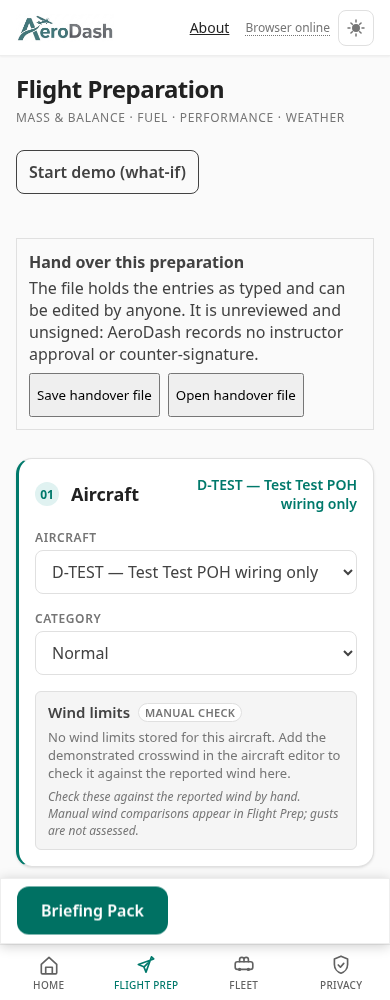 AeroDash
About
Browser online
Flight Preparation
MASS & BALANCE · FUEL · PERFORMANCE · WEATHER
Start demo (what-if)
Hand over this preparation
The file holds the entries as typed and can
be edited by anyone. It is unreviewed and
unsigned: AeroDash records no instructor
approval or counter-signature.
Save handover file
Open handover file
01
Aircraft
D-TEST — Test Test POH
wiring only
AIRCRAFT
D-TEST — Test Test POH wiring only
CATEGORY
Normal
Wind limits
MANUAL CHECK
No wind limits stored for this aircraft. Add the
demonstrated crosswind in the aircraft editor to
check it against the reported wind here.
Check these against the reported wind by hand.
Manual wind comparisons appear in Flight Prep; gusts
are not assessed.
Briefing Pack
HOME
FLIGHT PREP
FLEET
PRIVACY